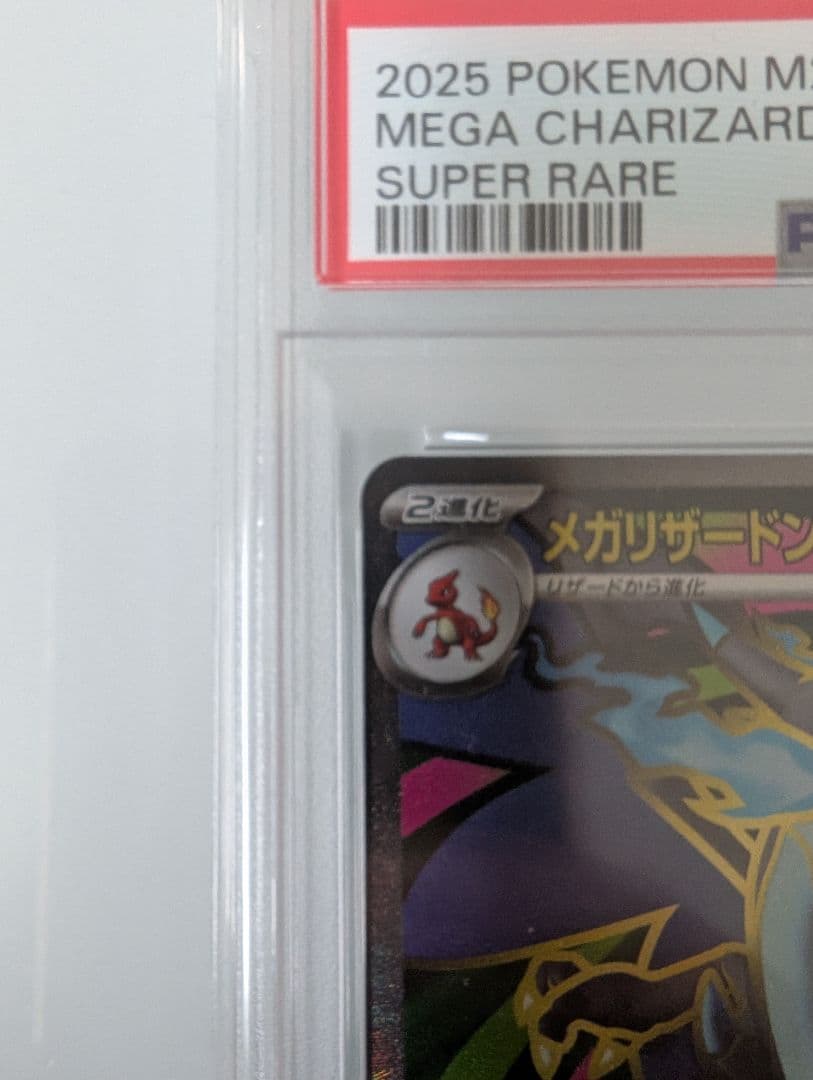 2025 POKEMON M
MEGA CHARIZARD
SUPER RARE
P
2進化
メガリザードン
リザードから進化